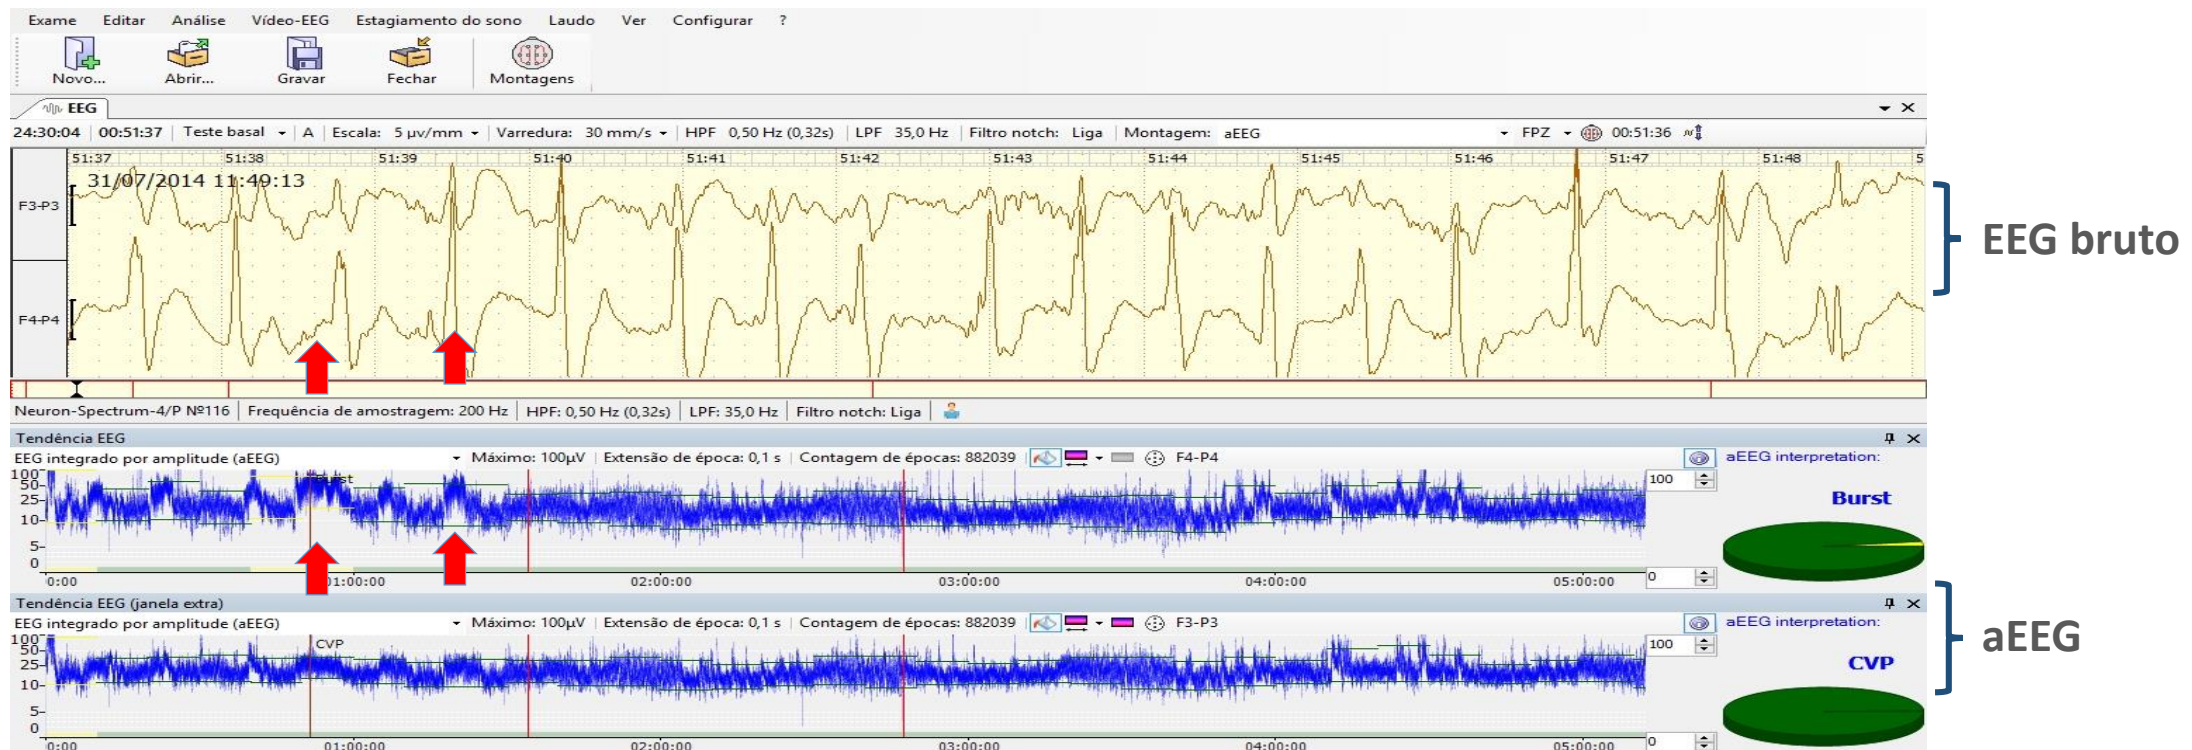 Exame Editar Análise Vídeo-EEG Estagiamento do sono Laudo Ver Configurar ?
Novo... Abrir... Gravar Fechar Montagens
EEG
24:30:04 00:51:37 Teste basal A Escala: 5 µv/mm Varredura: 30 mm/s HPF 0,50 Hz (0,32s) LPF 35,0 Hz Filtro notch: Liga Montagem: aEEG FPZ 00:51:36
51:37 51:38 51:39 51:40 51:41 51:42 51:43 51:44 51:45 51:46 51:47 51:48 5
31/07/2014 11:49:13
F3-P3
EEG bruto
F4-P4
Neuron-Spectrum-4/P Nº116 Frequência de amostragem: 200 Hz HPF: 0,50 Hz (0,32s) LPF: 35,0 Hz Filtro notch: Liga
Tendência EEG
EEG integrado por amplitude (aEEG) Máximo: 100µV Extensão de época: 0,1 s Contagem de épocas: 882039 F4-P4 aEEG interpretation:
100 Burst 100
50
25 Burst
10
5
0 0
0:00 01:00:00 02:00:00 03:00:00 04:00:00 05:00:00
Tendência EEG (janela extra)
EEG integrado por amplitude (aEEG) Máximo: 100µV Extensão de época: 0,1 s Contagem de épocas: 882039 F3-P3 aEEG interpretation:
aEEG
100 CVP 100
50
25 CVP
10
5
0
0:00 01:00:00 02:00:00 03:00:00 04:00:00 05:00:00 0